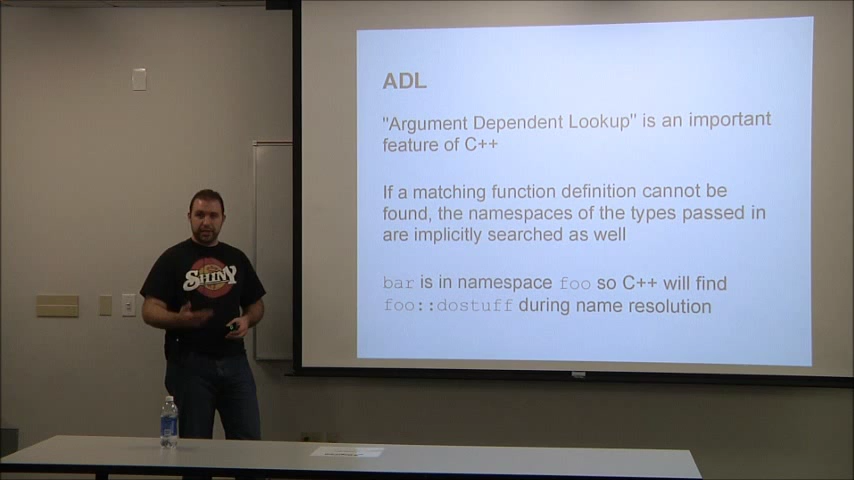 ADL
"Argument Dependent Lookup" is an important
feature of C++
If a matching function definition cannot be
found, the namespaces of the types passed in
are implicitly searched as well
bar is in namespace foo so C++ will find
foo::dostuff during name resolution
SHINY